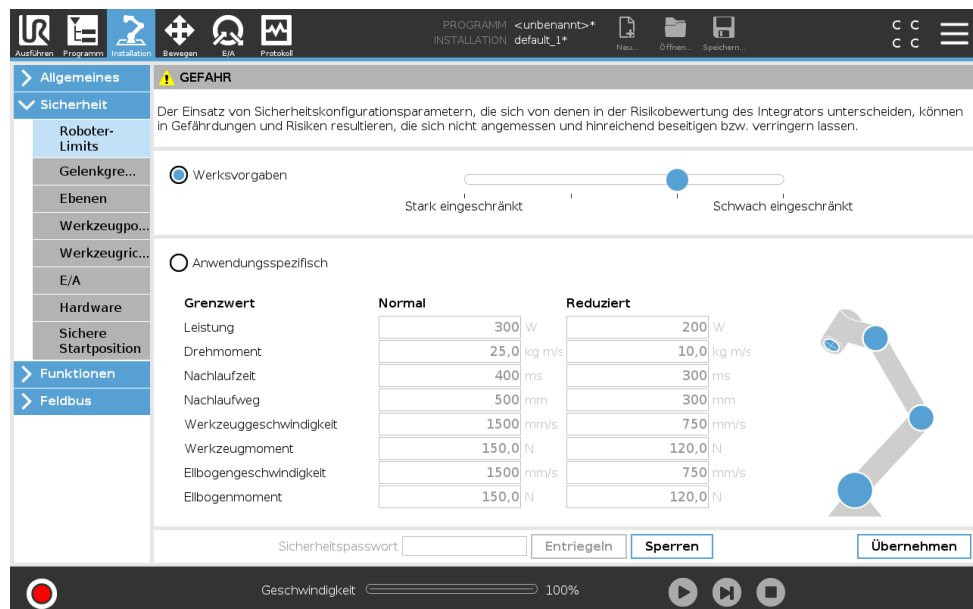 UR
PROGRAMM <unbenannt>*
INSTALLATION default_1*
Ausführen Programm Installation Bewegen E/A Protokoll
Neu... Öffnen... Speichern...
C C
C C
Allgemeines
Sicherheit
Roboter-
Limits
Gelenkgre...
Ebenen
Werkzeugpo...
Werkzeugric...
E/A
Hardware
Sichere
Startposition
Funktionen
Feldbus
GEFAHR
Der Einsatz von Sicherheitskonfigurationsparametern, die sich von denen in der Risikobewertung des Integrators unterscheiden, können
in Gefährdungen und Risiken resultieren, die sich nicht angemessen und hinreichend beseitigen bzw. verringern lassen.
Werksvorgaben
Stark eingeschränkt Schwach eingeschränkt
Anwendungsspezifisch
Grenzwert Normal Reduziert
Leistung 300 W 200 W
Drehmoment 25,0 kg m/s 10,0 kg m/s
Nachlaufzeit 400 ms 300 ms
Nachlaufweg 500 mm 300 mm
Werkzeuggeschwindigkeit 1500 mm/s 750 mm/s
Werkzeugmoment 150,0 N 120,0 N
Ellbogengeschwindigkeit 1500 mm/s 750 mm/s
Ellbogenmoment 150,0 N 120,0 N
Sicherheitspasswort Entriegeln Sperren Übernehmen
Geschwindigkeit 100%